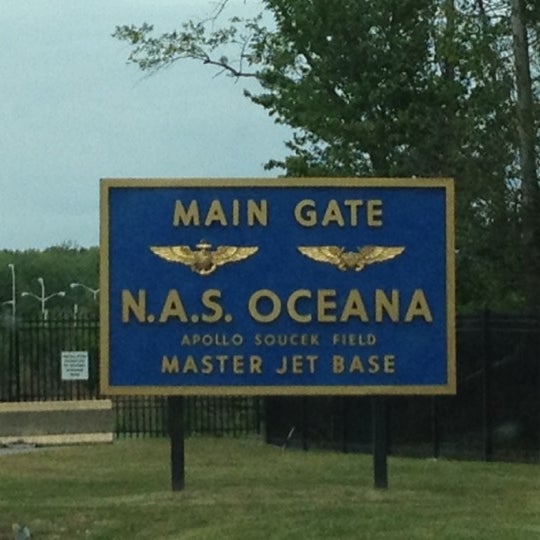 MAIN GATE
N.A.S. OCEANA
APOLLO SOUCEK FIELD
MASTER JET BASE